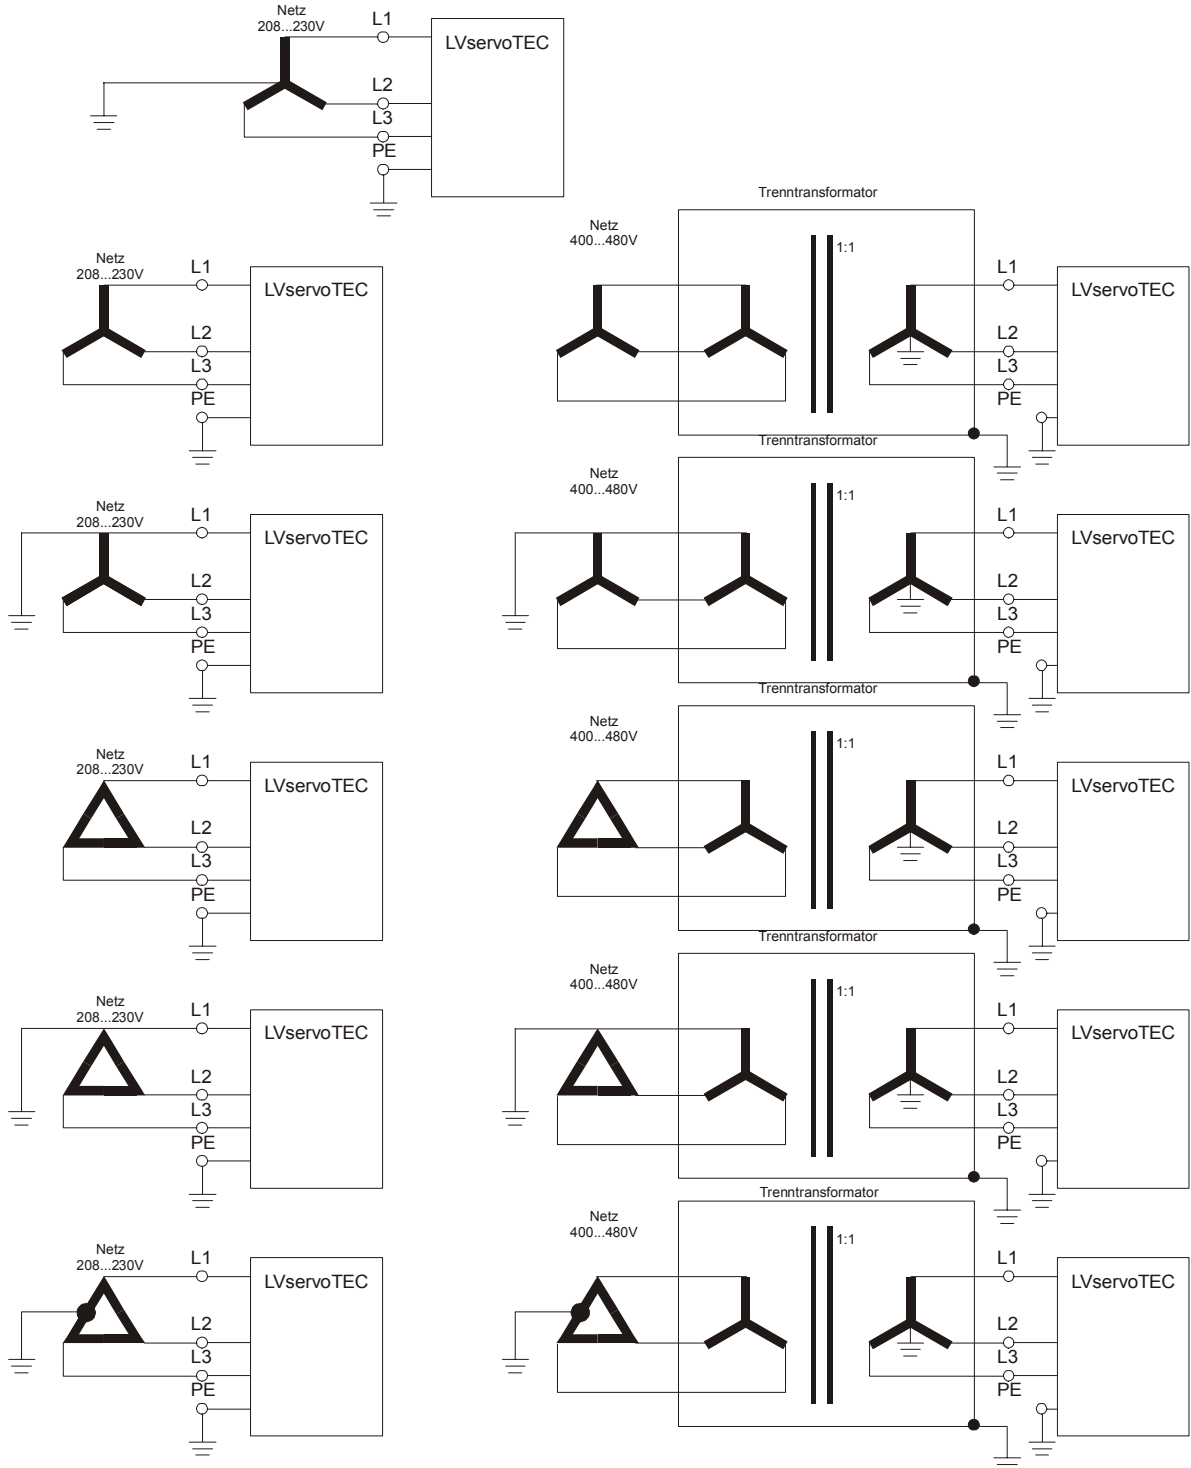 Netz
208...230V
L1
LVservoTEC
L2
L3
PE
Netz
208...230V
L1
LVservoTEC
L2
L3
PE
Trenntransformator
Netz
400...480V
1:1
L1
LVservoTEC
L2
L3
PE
Netz
208...230V
L1
LVservoTEC
L2
L3
PE
Trenntransformator
Netz
400...480V
1:1
L1
LVservoTEC
L2
L3
PE
Netz
208...230V
L1
LVservoTEC
L2
L3
PE
Trenntransformator
Netz
400...480V
1:1
L1
LVservoTEC
L2
L3
PE
Netz
208...230V
L1
LVservoTEC
L2
L3
PE
Trenntransformator
Netz
400...480V
1:1
L1
LVservoTEC
L2
L3
PE
Netz
208...230V
L1
LVservoTEC
L2
L3
PE
Trenntransformator
Netz
400...480V
1:1
L1
LVservoTEC
L2
L3
PE